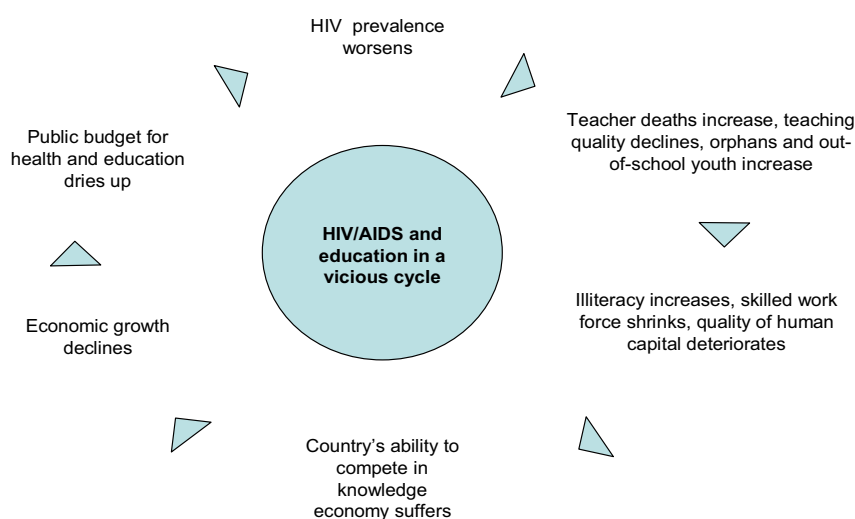 HIV prevalence
worsens
Teacher deaths increase, teaching
quality declines, orphans and out-
of-school youth increase
Illiteracy increases, skilled work
force shrinks, quality of human
capital deteriorates
Country's ability to
compete in
knowledge
economy suffers
Economic growth
declines
Public budget for
health and education
dries up
HIV/AIDS and
education in a
vicious cycle